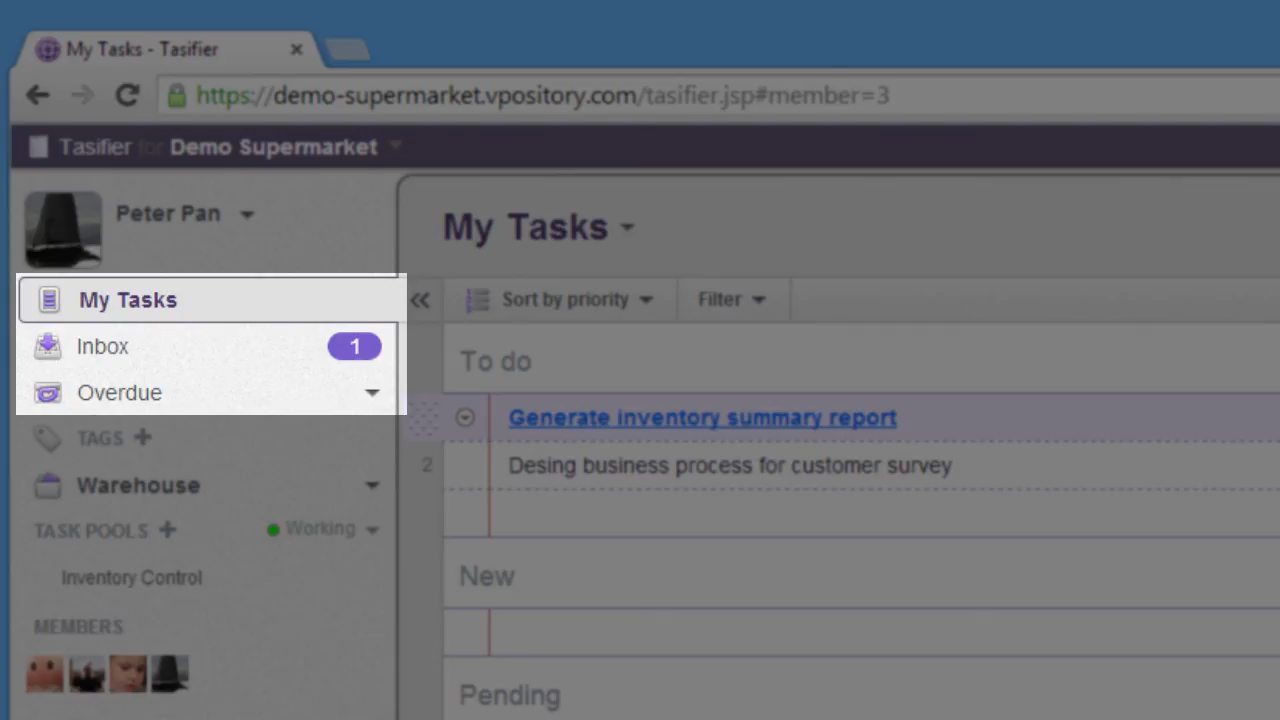 My Tasks - Tasifier
https://demo-supermarket.vpository.com/tasifier.jsp#member=3
Tasifier for Demo Supermarket
Peter Pan
My Tasks
Inbox 1
Overdue
TAGS
Warehouse
TASK POOLS Working
Inventory Control
MEMBERS
My Tasks
Sort by priority Filter
To do
Generate inventory summary report
2 Desing business process for customer survey
New
Pending